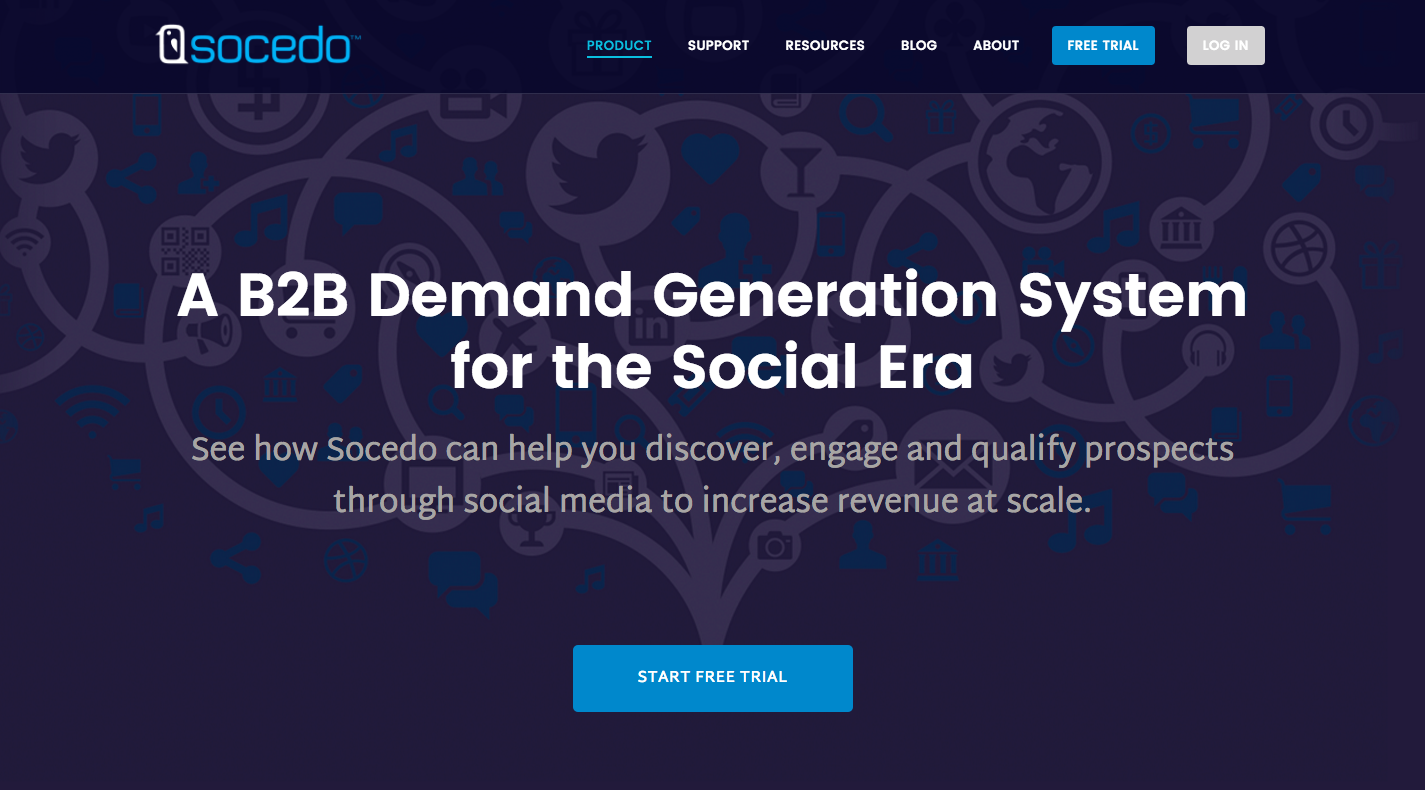 socedo™
PRODUCT
SUPPORT
RESOURCES
BLOG
ABOUT
FREE TRIAL
LOG IN
A B2B Demand Generation System
for the Social Era
See how Socedo can help you discover, engage and qualify prospects
through social media to increase revenue at scale.
START FREE TRIAL